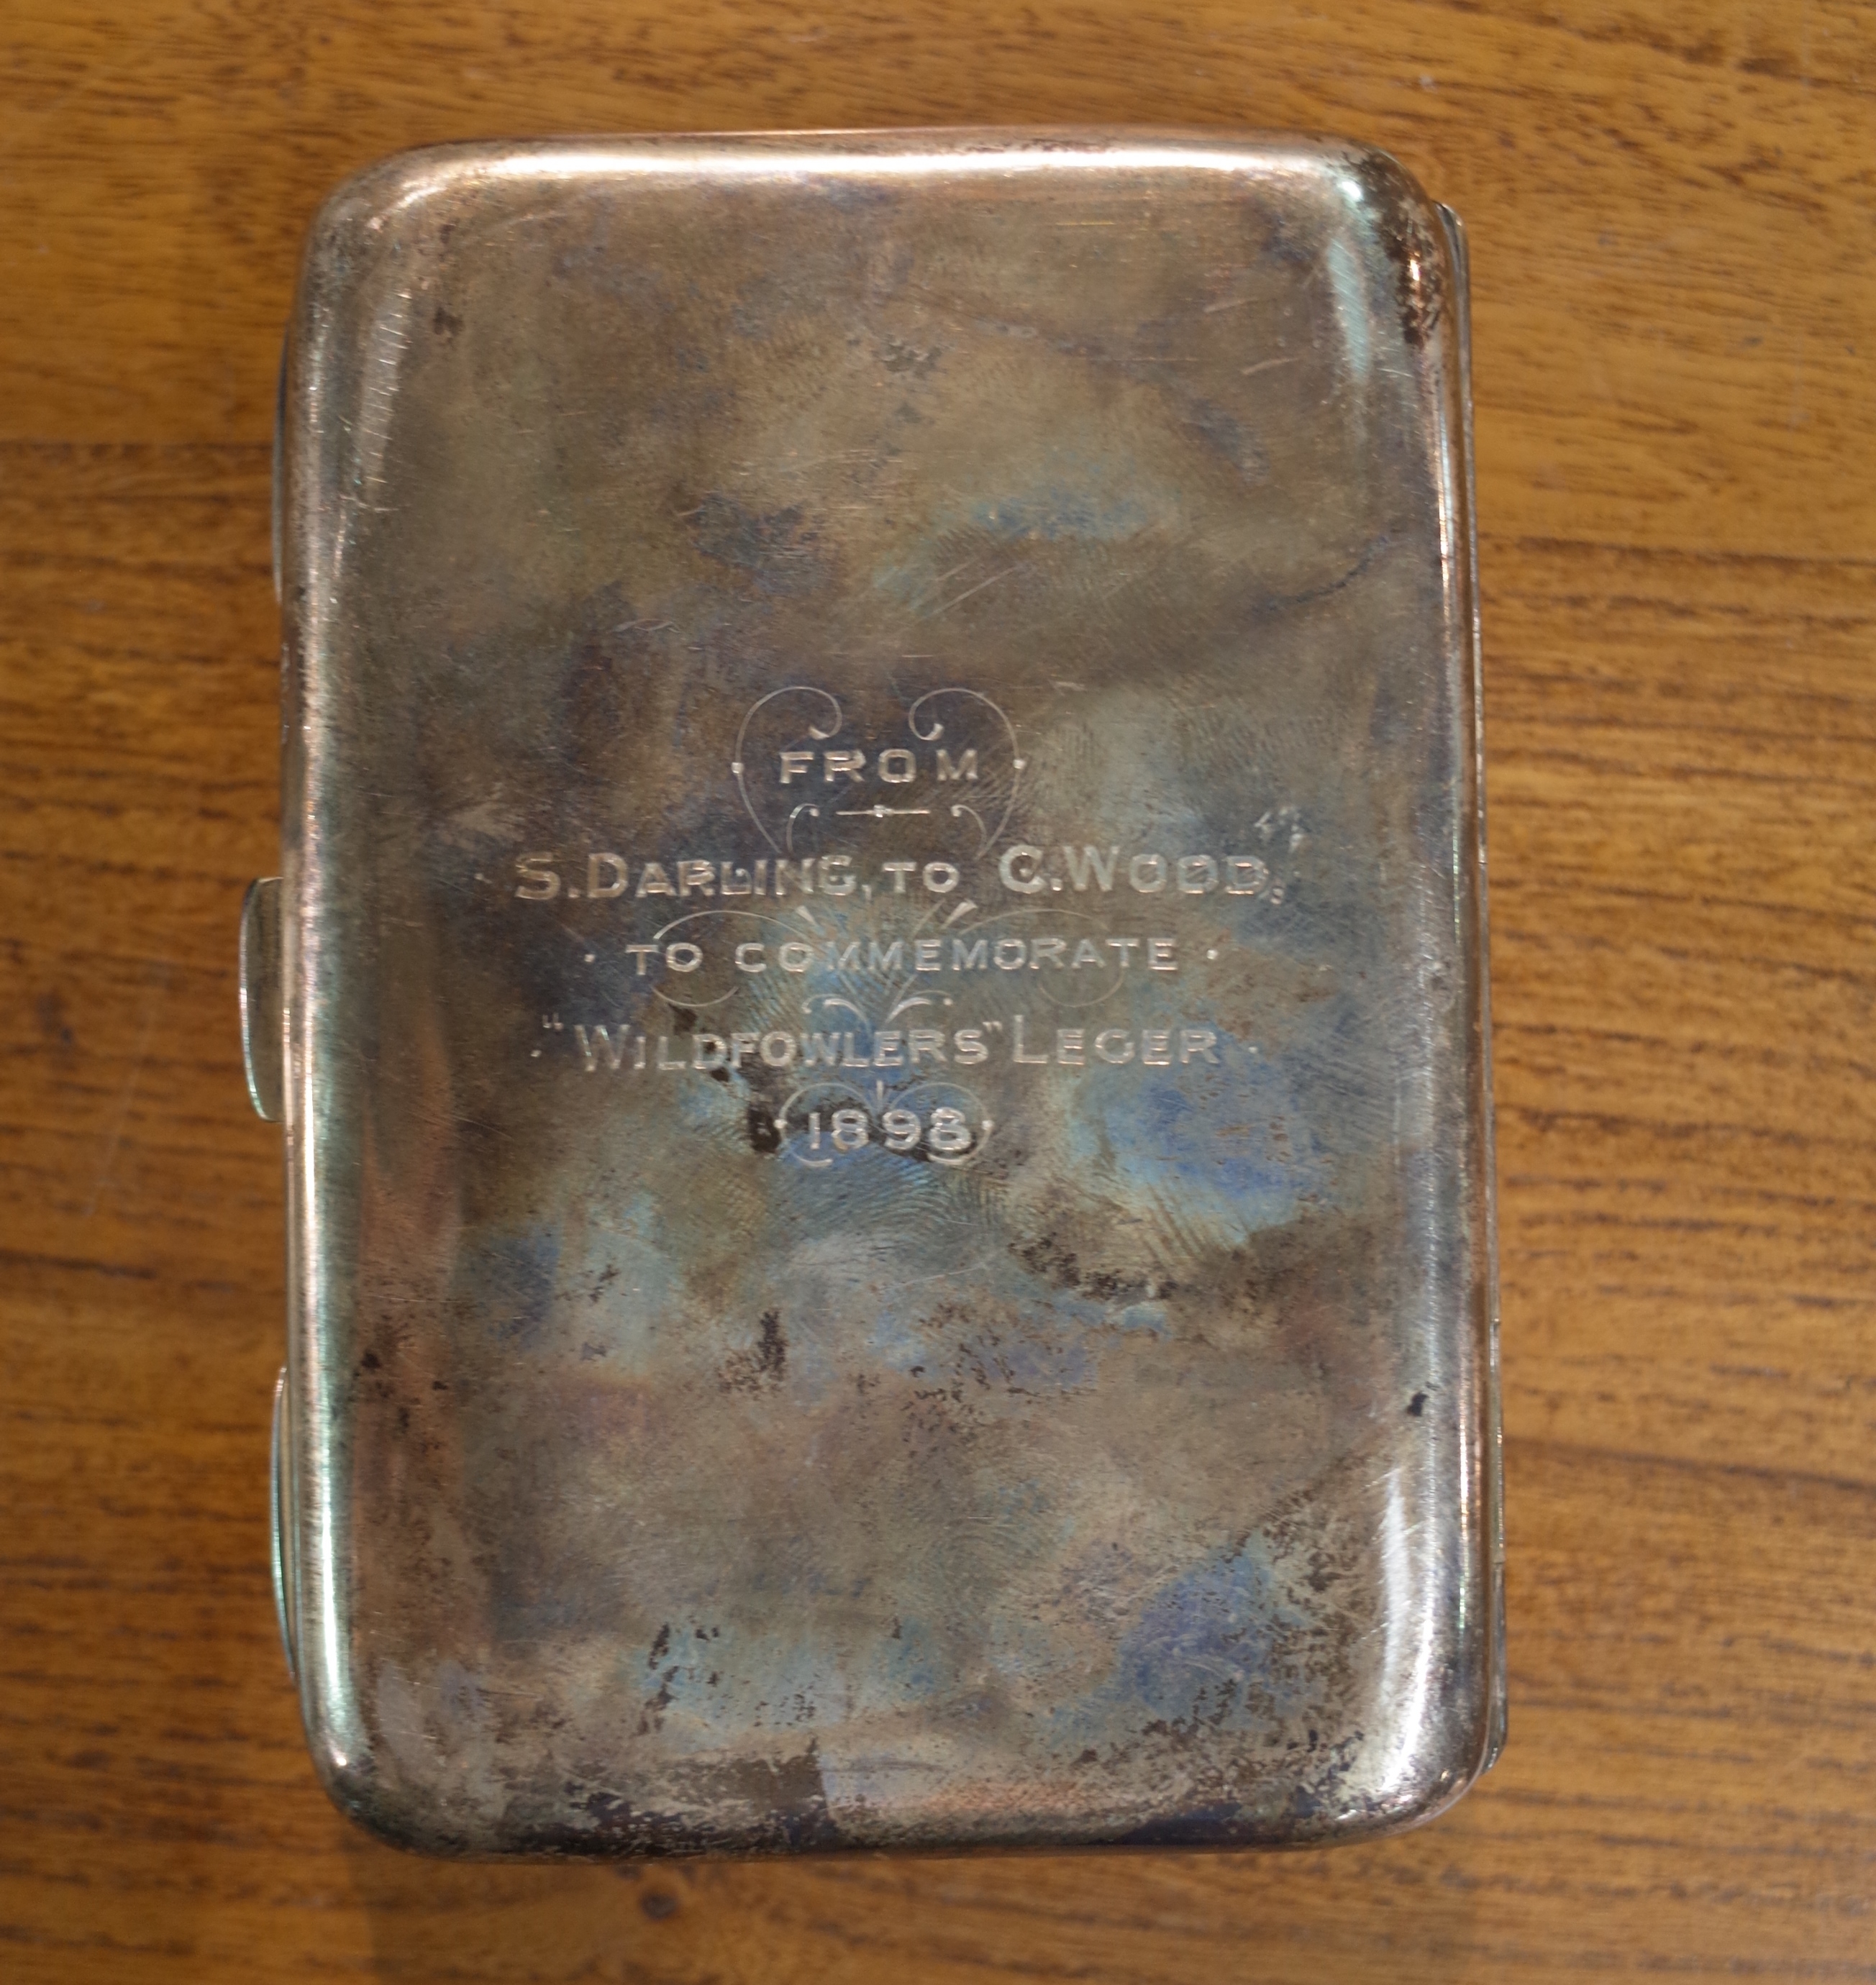 FROM
S. DARLING, TO C. WOOD,
TO COMMEMORATE
"WILDFOWLERS" LEGER
1898